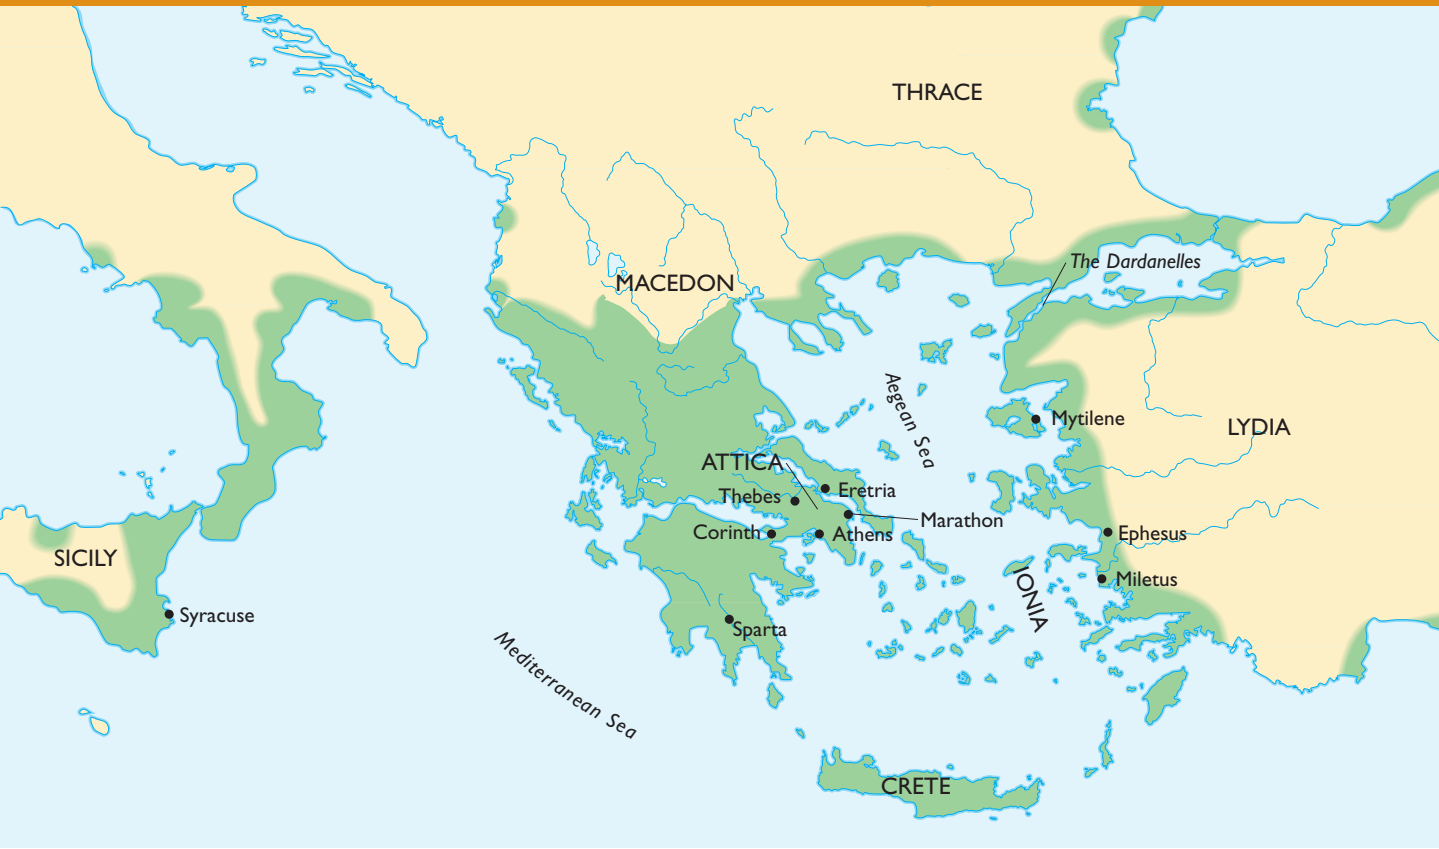 THRACE
The Dardanelles
MACEDON
Aegean Sea
Mytilene
LYDIA
ATTICA
Thebes
Eretria
Marathon
Corinth
Athens
Ephesus
SICILY
IONIA
Miletus
Syracuse
Sparta
Mediterranean Sea
CRETE